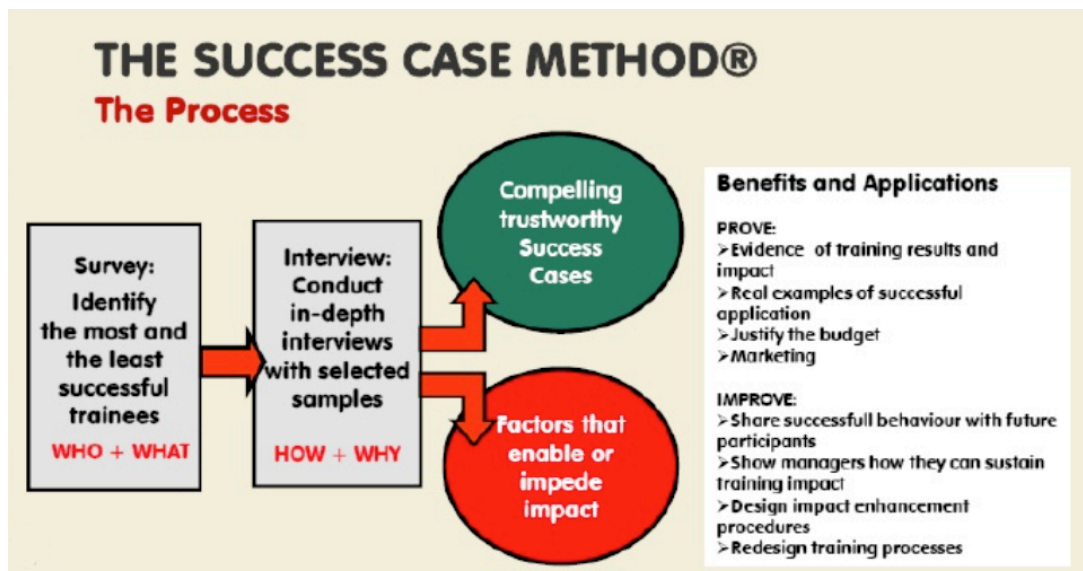 THE SUCCESS CASE METHOD®
The Process
Survey:
Identify
the most and
the least
successful
trainees
WHO + WHAT
Interview:
Conduct
in-depth
interviews
with selected
samples
HOW + WHY
Compelling
trustworthy
Success
Cases
Factors that
enable or
impede
impact
Benefits and Applications
PROVE:
➢Evidence of training results and
impact
➢Real examples of successful
application
➢Justify the budget
➢Marketing
IMPROVE:
➢Share successfull behaviour with future
participants
➢Show managers how they can sustain
training impact
➢Design impact enhancement
procedures
➢Redesign training processes